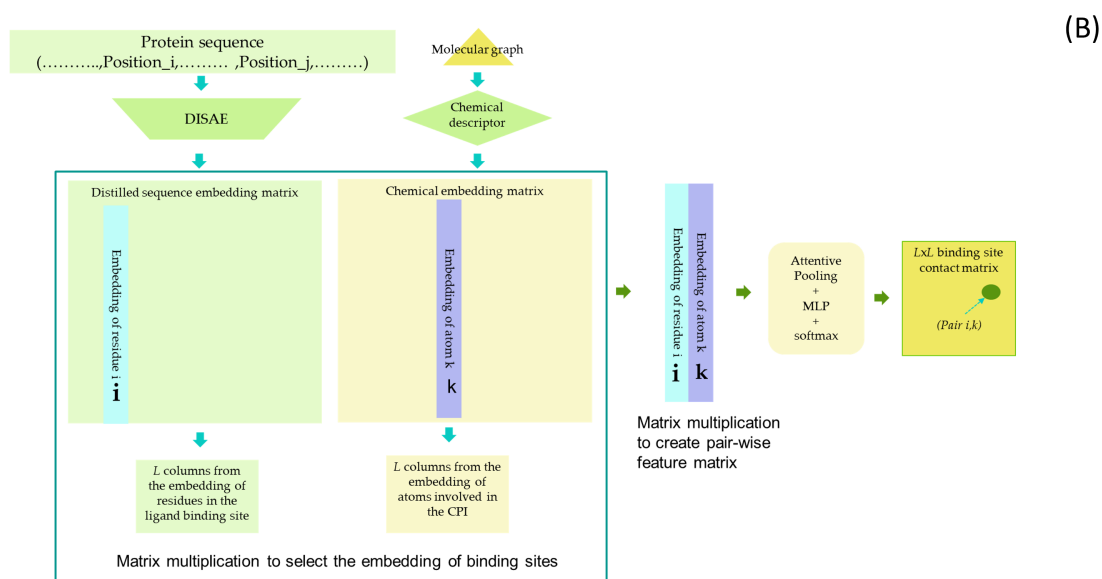 (B)
Protein sequence
(………..,Position_i,……… ,Position_j,………)
Molecular graph
DISAE
Chemical
descriptor
Distilled sequence embedding matrix
Embedding of residue i
i
Chemical embedding matrix
Embedding of atom k
k
L columns from
the embedding of
residues in the
ligand binding site
L columns from the
embedding of
atoms involved in
the CPI
Matrix multiplication to select the embedding of binding sites
Embedding of residue i
i
Embedding of atom k
k
Matrix multiplication
to create pair-wise
feature matrix
Attentive
Pooling
+
MLP
+
softmax
LxL binding site
contact matrix
(Pair i,k)